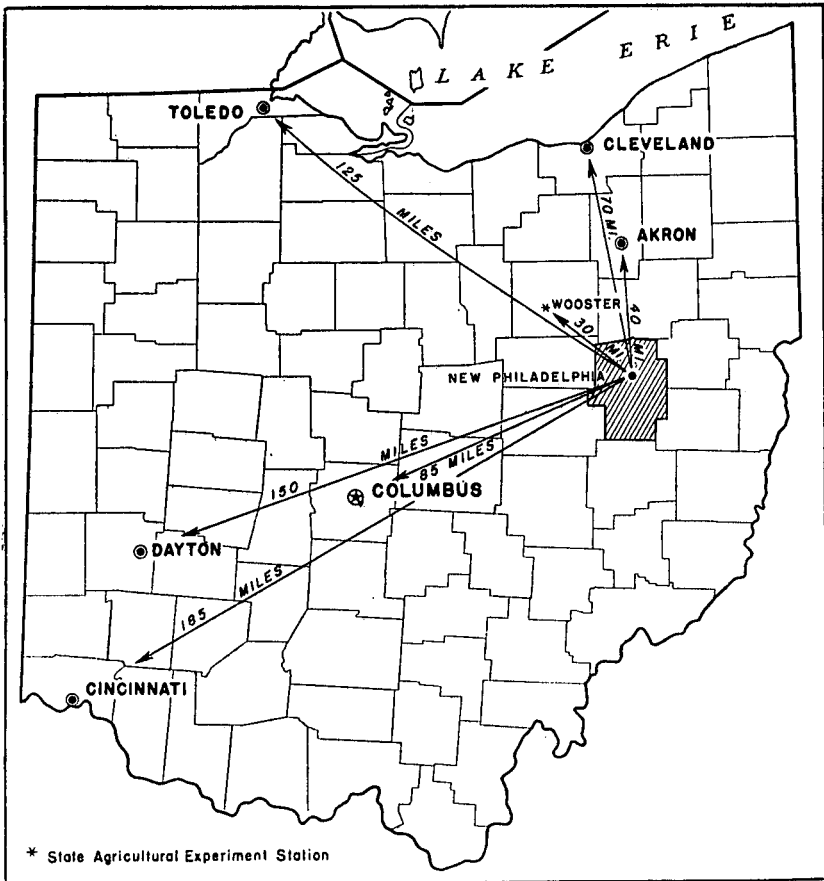 LAKE ERIE
TOLEDO
CLEVELAND
125 MILES
70 MI.
AKRON
* WOOSTER
30 MI.
40 MI.
NEW PHILADELPHIA
150 MILES
85 MILES
COLUMBUS
DAYTON
185 MILES
CINCINNATI
* State Agricultural Experiment Station